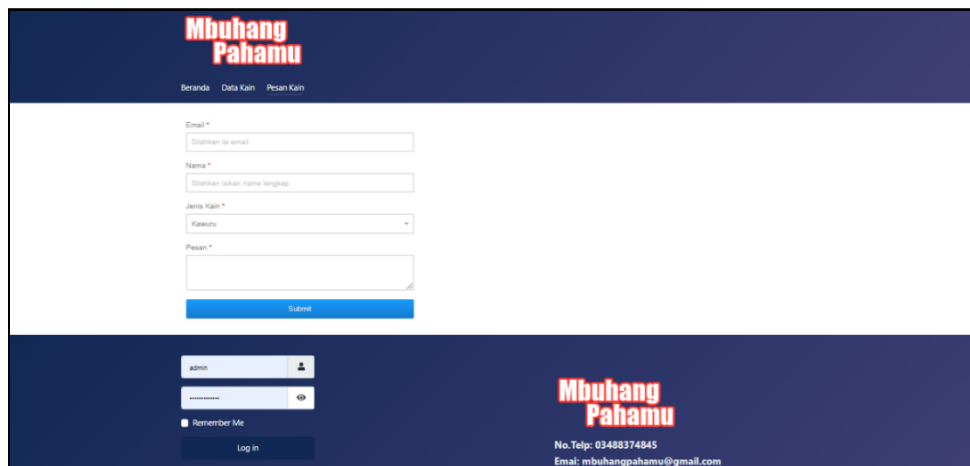 Mbuhang
Pahamu
Beranda Data Kain Pesan Kain
Email *
Silahkan isi email
Nama *
Silahkan isikan nama lengkap
Jenis Kain *
Kawuru
Pesan *
Submit
admin
Remember Me
Log in
Mbuhang
Pahamu
No.Telp: 03488374845
Emai: mbuhangpahamu@gmail.com